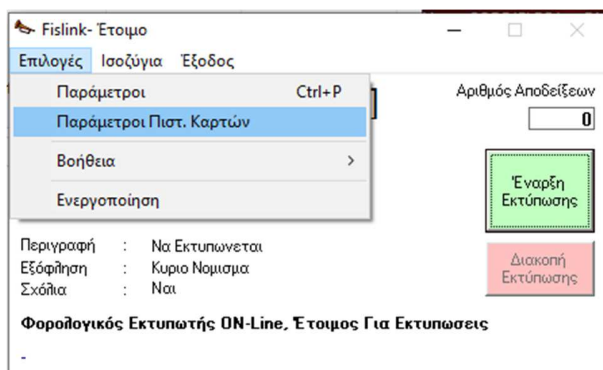 Fislink- Έτοιμο
Επιλογές Ισοζύγια Έξοδος
Παράμετροι Ctrl+P
Παράμετροι Πιστ. Καρτών
Βοήθεια
Ενεργοποίηση
Αριθμός Αποδείξεων
0
Έναρξη
Εκτύπωσης
Περιγραφή : Να Εκτυπωνεται
Εξόφληση : Κυριο Νομισμα
Σχόλια : Ναι
Διακοπή
Εκτύπωσης
Φορολογικός Εκτυπωτής ON-Line, Έτοιμος Για Εκτυπωσεις
-